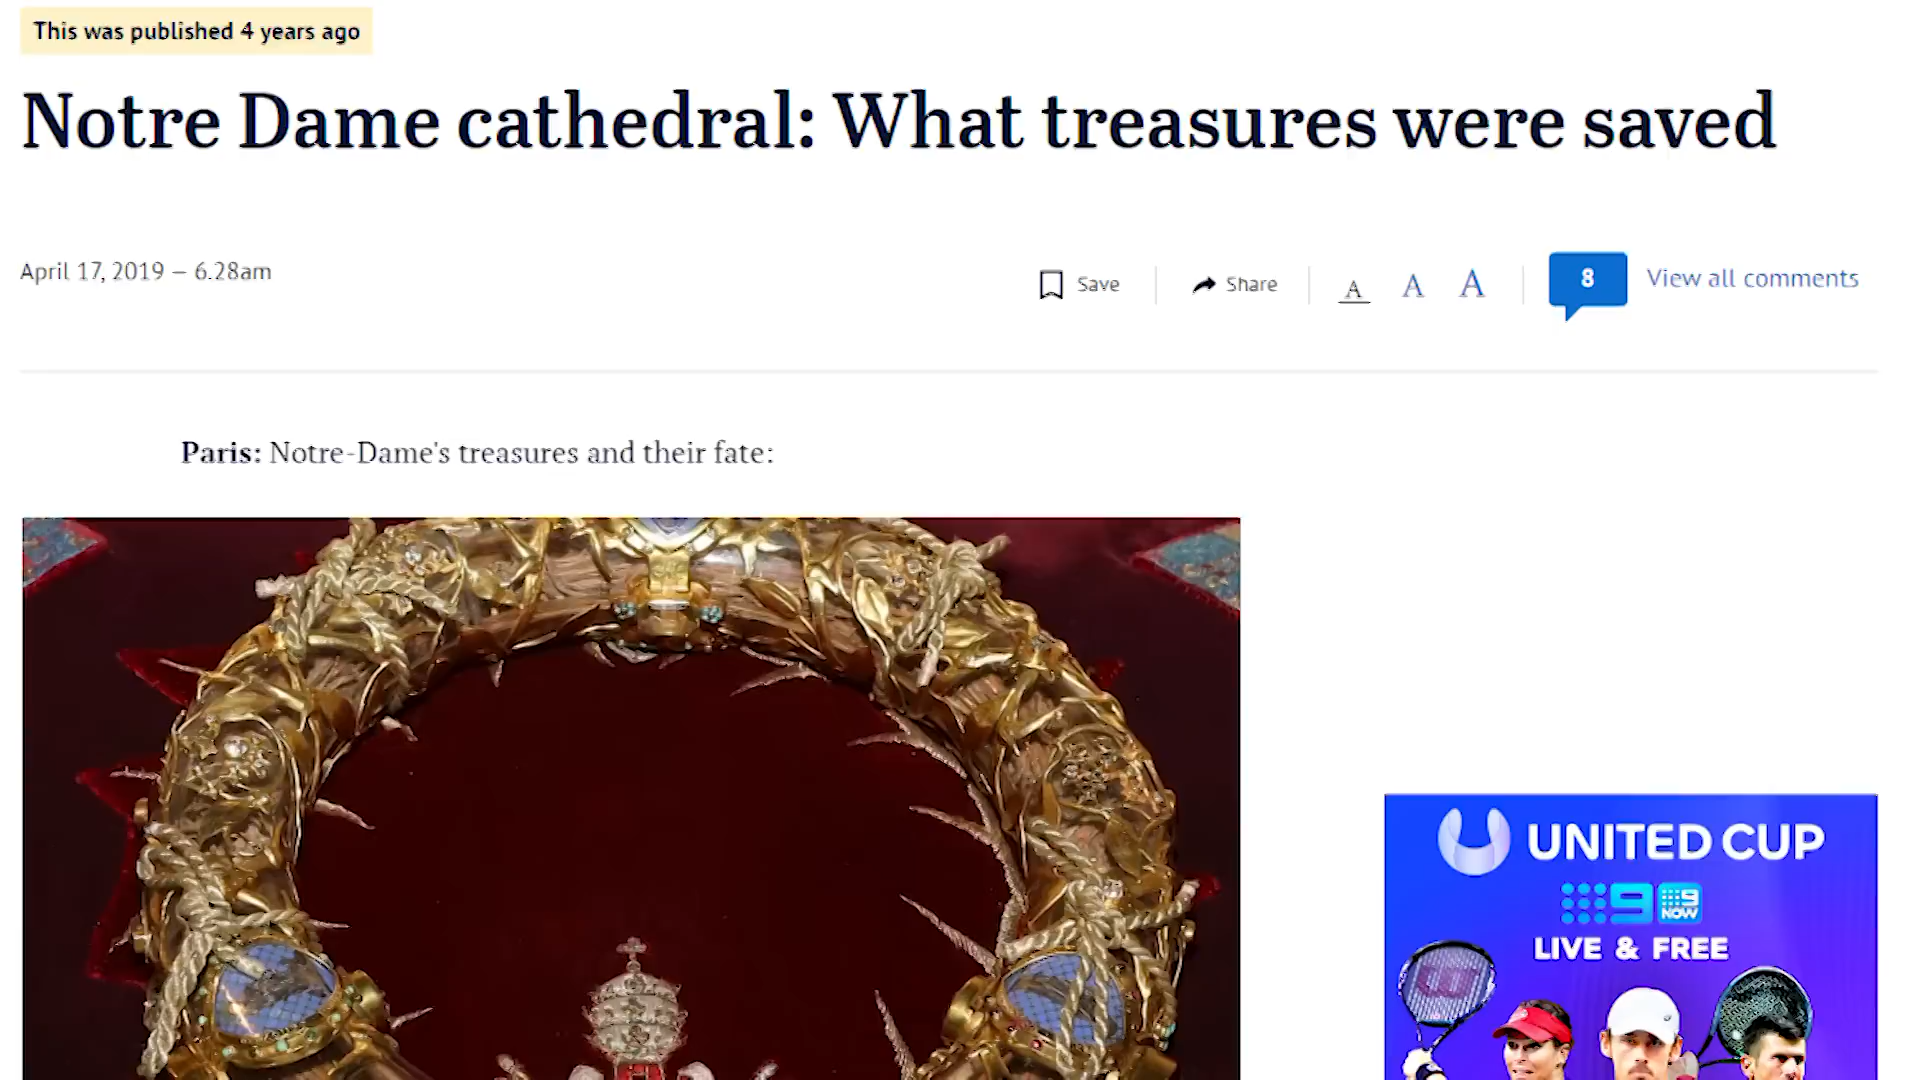 This was published 4 years ago
Notre Dame cathedral: What treasures were saved
April 17, 2019 – 6.28am
Save
Share
A A A
8
View all comments
Paris: Notre-Dame's treasures and their fate:
UNITED CUP
9 9 NOW
LIVE & FREE